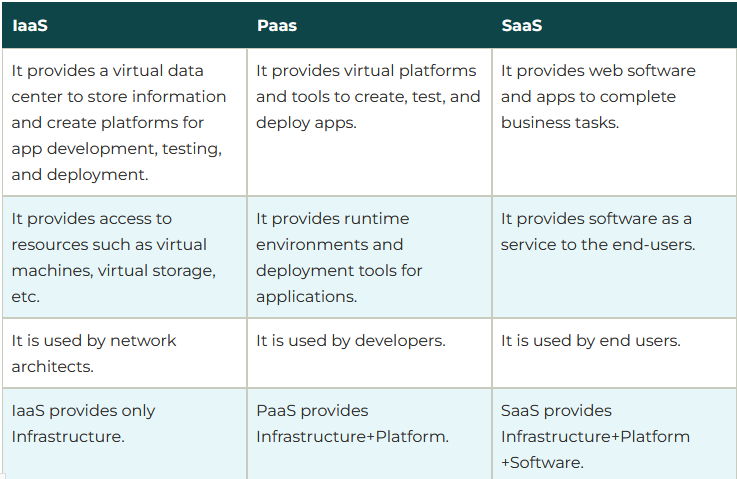 IaaS
Paas
SaaS
It provides a virtual data
center to store information
and create platforms for
app development, testing,
and deployment.
It provides virtual platforms
and tools to create, test, and
deploy apps.
It provides web software
and apps to complete
business tasks.
It provides access to
resources such as virtual
machines, virtual storage,
etc.
It provides runtime
environments and
deployment tools for
applications.
It provides software as a
service to the end-users.
It is used by network
architects.
It is used by developers.
It is used by end users.
IaaS provides only
Infrastructure.
PaaS provides
Infrastructure+Platform.
SaaS provides
Infrastructure+Platform
+Software.